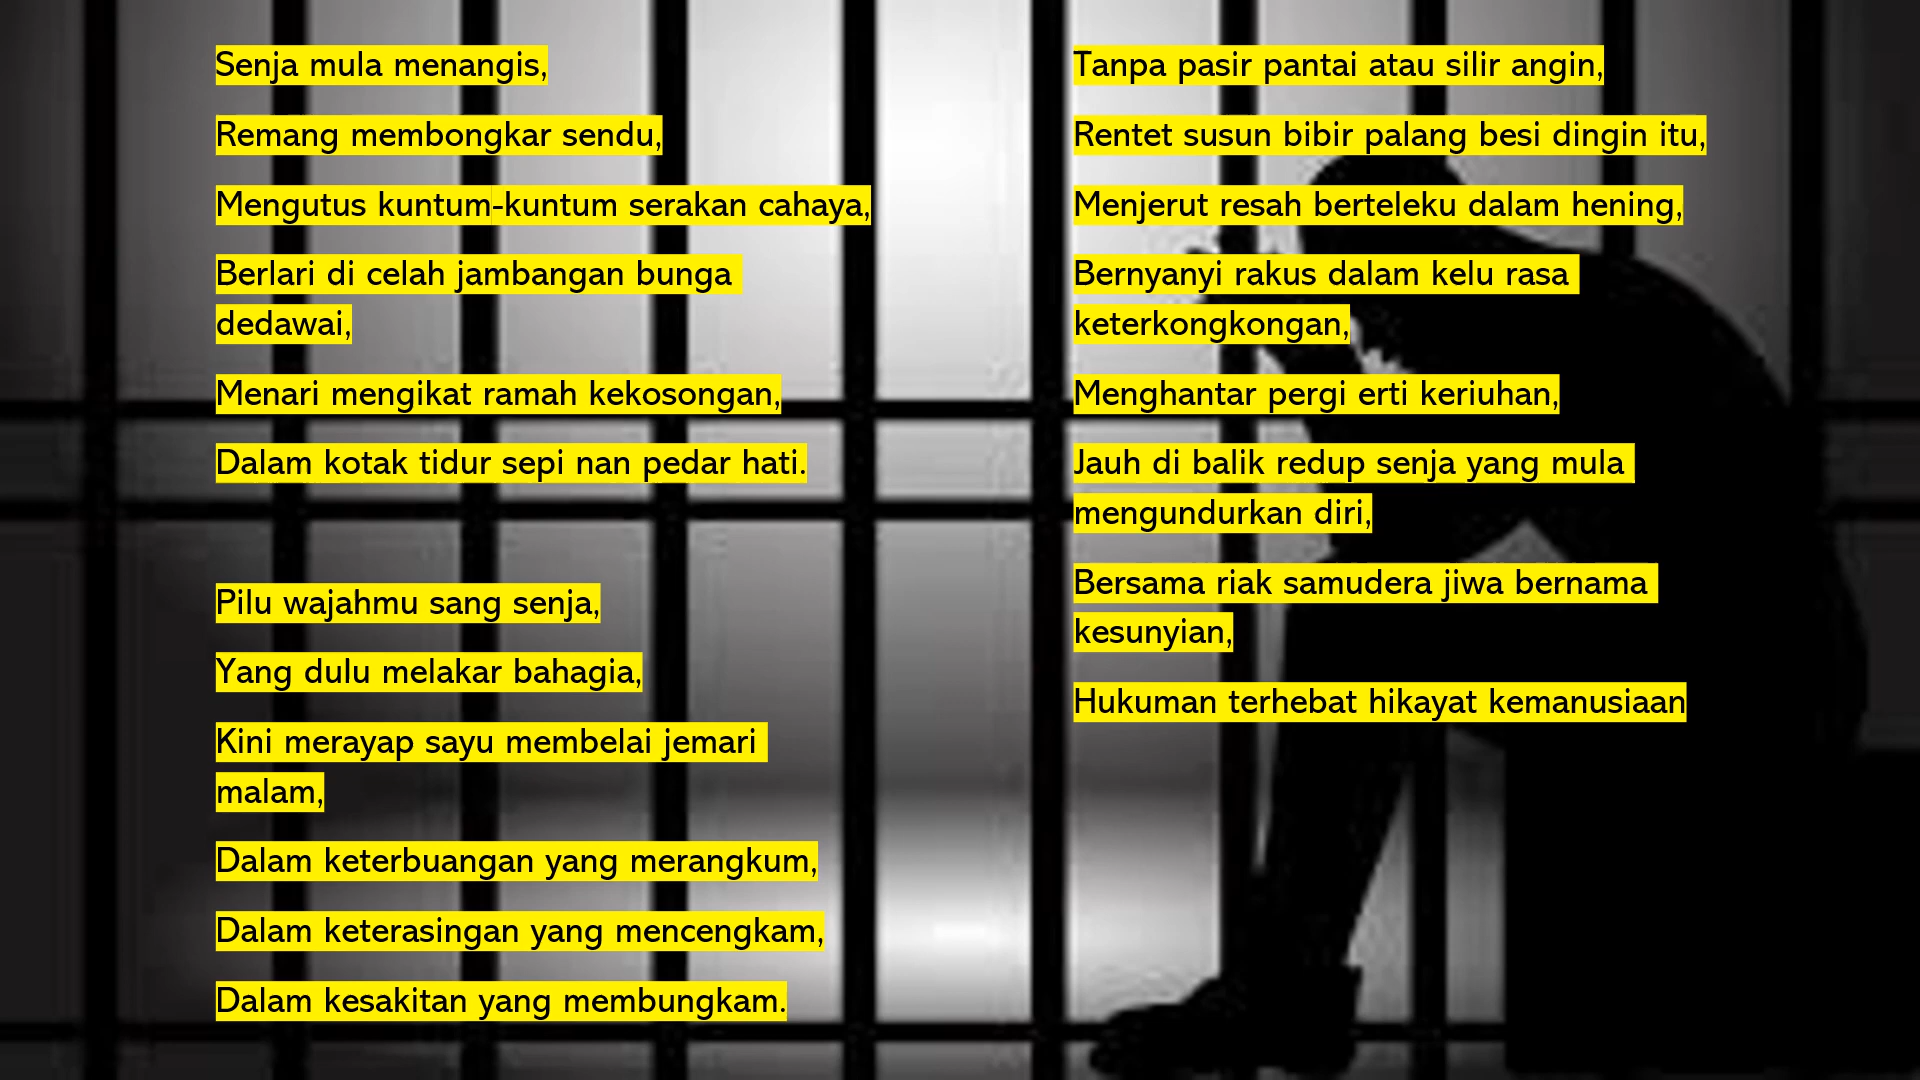 Senja mula menangis,
Remang membongkar sendu,
Mengutus kuntum-kuntum serakan cahaya,
Berlari di celah jambangan bunga
dedawai,
Menari mengikat ramah kekosongan,
Dalam kotak tidur sepi nan pedar hati.
Pilu wajahmu sang senja,
Yang dulu melakar bahagia,
Kini merayap sayu membelai jemari
malam,
Dalam keterbuangan yang merangkum,
Dalam keterasingan yang mencengkam,
Dalam kesakitan yang membungkam.
Tanpa pasir pantai atau silir angin,
Rentet susun bibir palang besi dingin itu,
Menjerut resah berteleku dalam hening,
Bernyanyi rakus dalam kelu rasa
keterkongkongan,
Menghantar pergi erti keriuhan,
Jauh di balik redup senja yang mula
mengundurkan diri,
Bersama riak samudera jiwa bernama
kesunyian,
Hukuman terhebat hikayat kemanusiaan